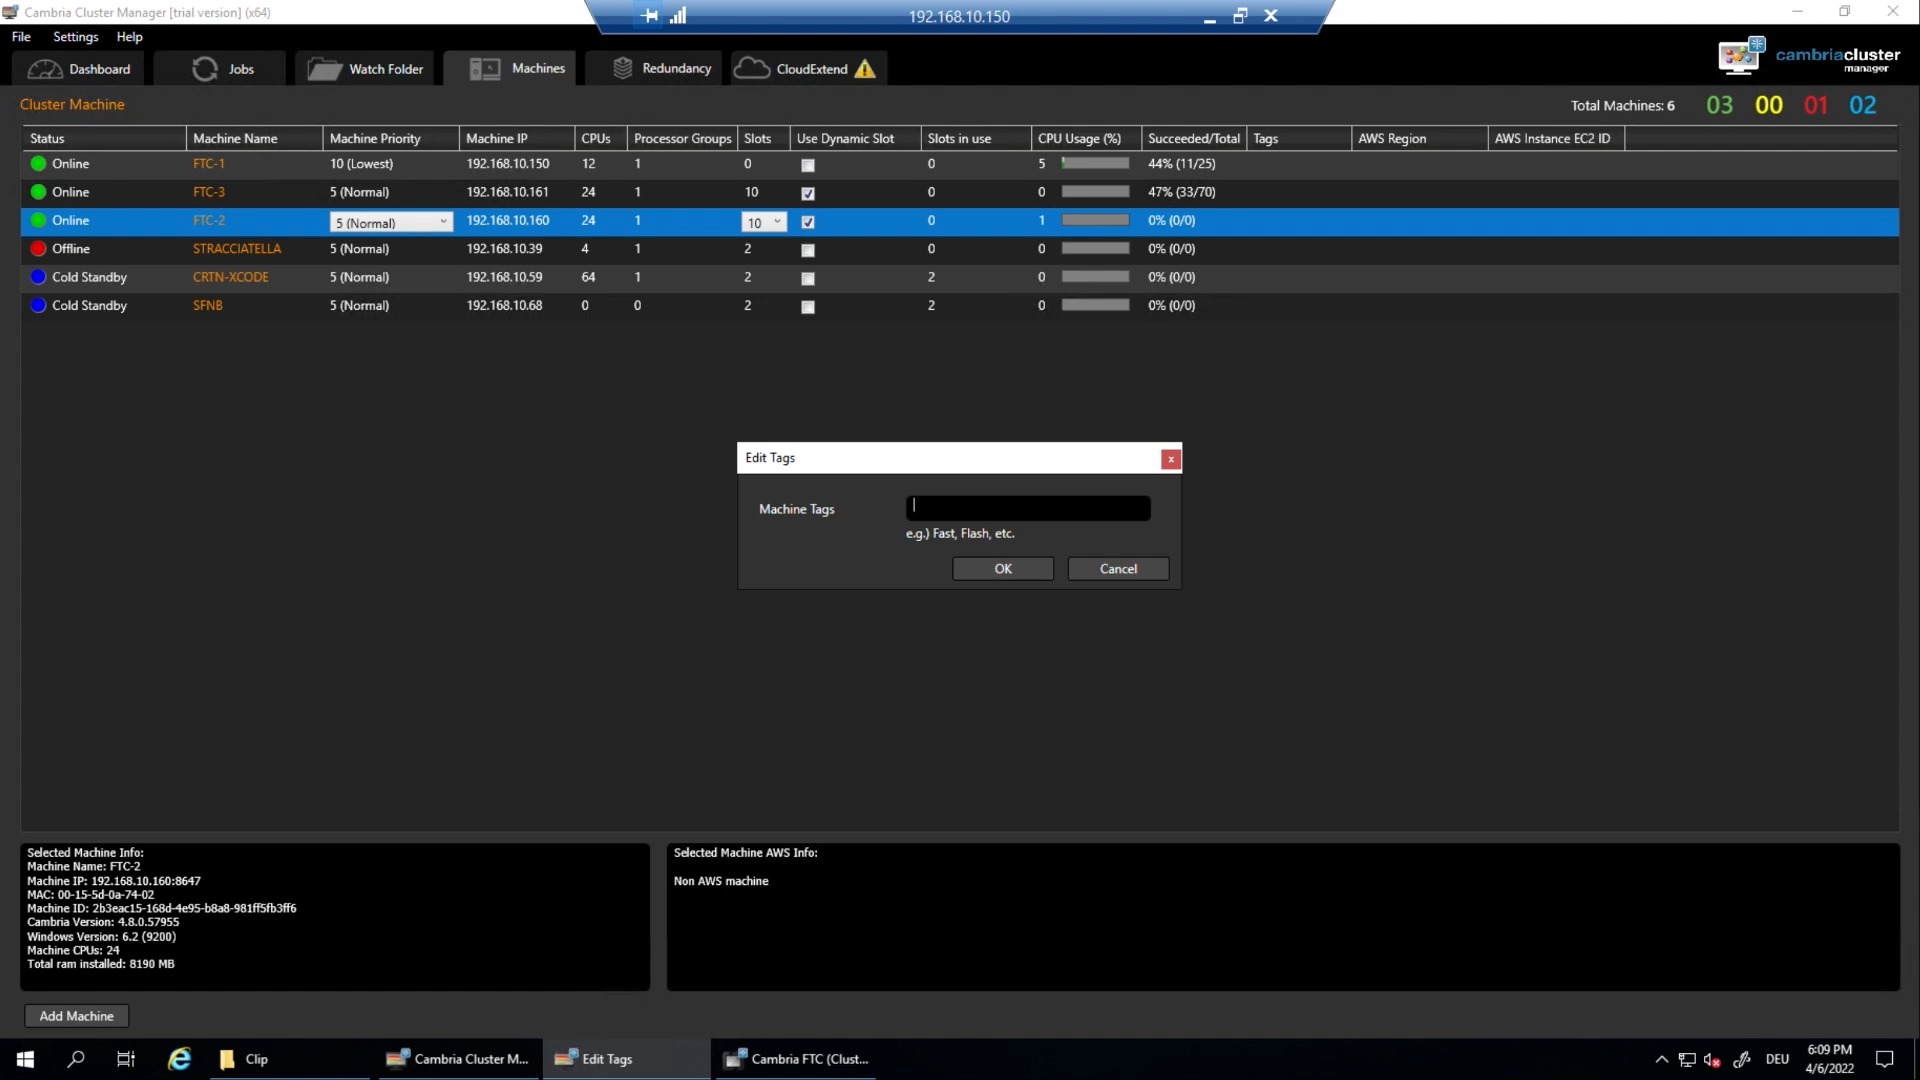 Cambria Cluster Manager [trial version] (x64)
192.168.10.150
File Settings Help
Dashboard Jobs Watch Folder Machines Redundancy CloudExtend
cambriacluster
manager
Cluster Machine
Total Machines: 6 03 00 01 02
Status Machine Name Machine Priority Machine IP CPUs Processor Groups Slots Use Dynamic Slot Slots in use CPU Usage (%) Succeeded/Total Tags AWS Region AWS Instance EC2 ID
Online FTC-1 10 (Lowest) 192.168.10.150 12 1 0 0 5 44% (11/25)
Online FTC-3 5 (Normal) 192.168.10.161 24 1 10 0 0 47% (33/70)
Online FTC-2 5 (Normal) 192.168.10.160 24 1 10 0 1 0% (0/0)
Offline STRACCIATELLA 5 (Normal) 192.168.10.39 4 1 2 0 0 0% (0/0)
Cold Standby CRTN-XCODE 5 (Normal) 192.168.10.59 64 1 2 2 0 0% (0/0)
Cold Standby SFNB 5 (Normal) 192.168.10.68 0 0 2 2 0 0% (0/0)
Edit Tags
x
Machine Tags
e.g.) Fast, Flash, etc.
OK Cancel
Selected Machine Info:
Machine Name: FTC-2
Machine IP: 192.168.10.160:8647
MAC: 00-15-5d-0a-74-02
Machine ID: 2b3eac15-168d-4e95-b8a8-981ff5fb3ff6
Cambria Version: 4.8.0.57955
Windows Version: 6.2 (9200)
Machine CPUs: 24
Total ram installed: 8190 MB
Selected Machine AWS Info:
Non AWS machine
Add Machine
Clip
Cambria Cluster M...
Edit Tags
Cambria FTC (Clust...
DEU
6:09 PM
4/6/2022